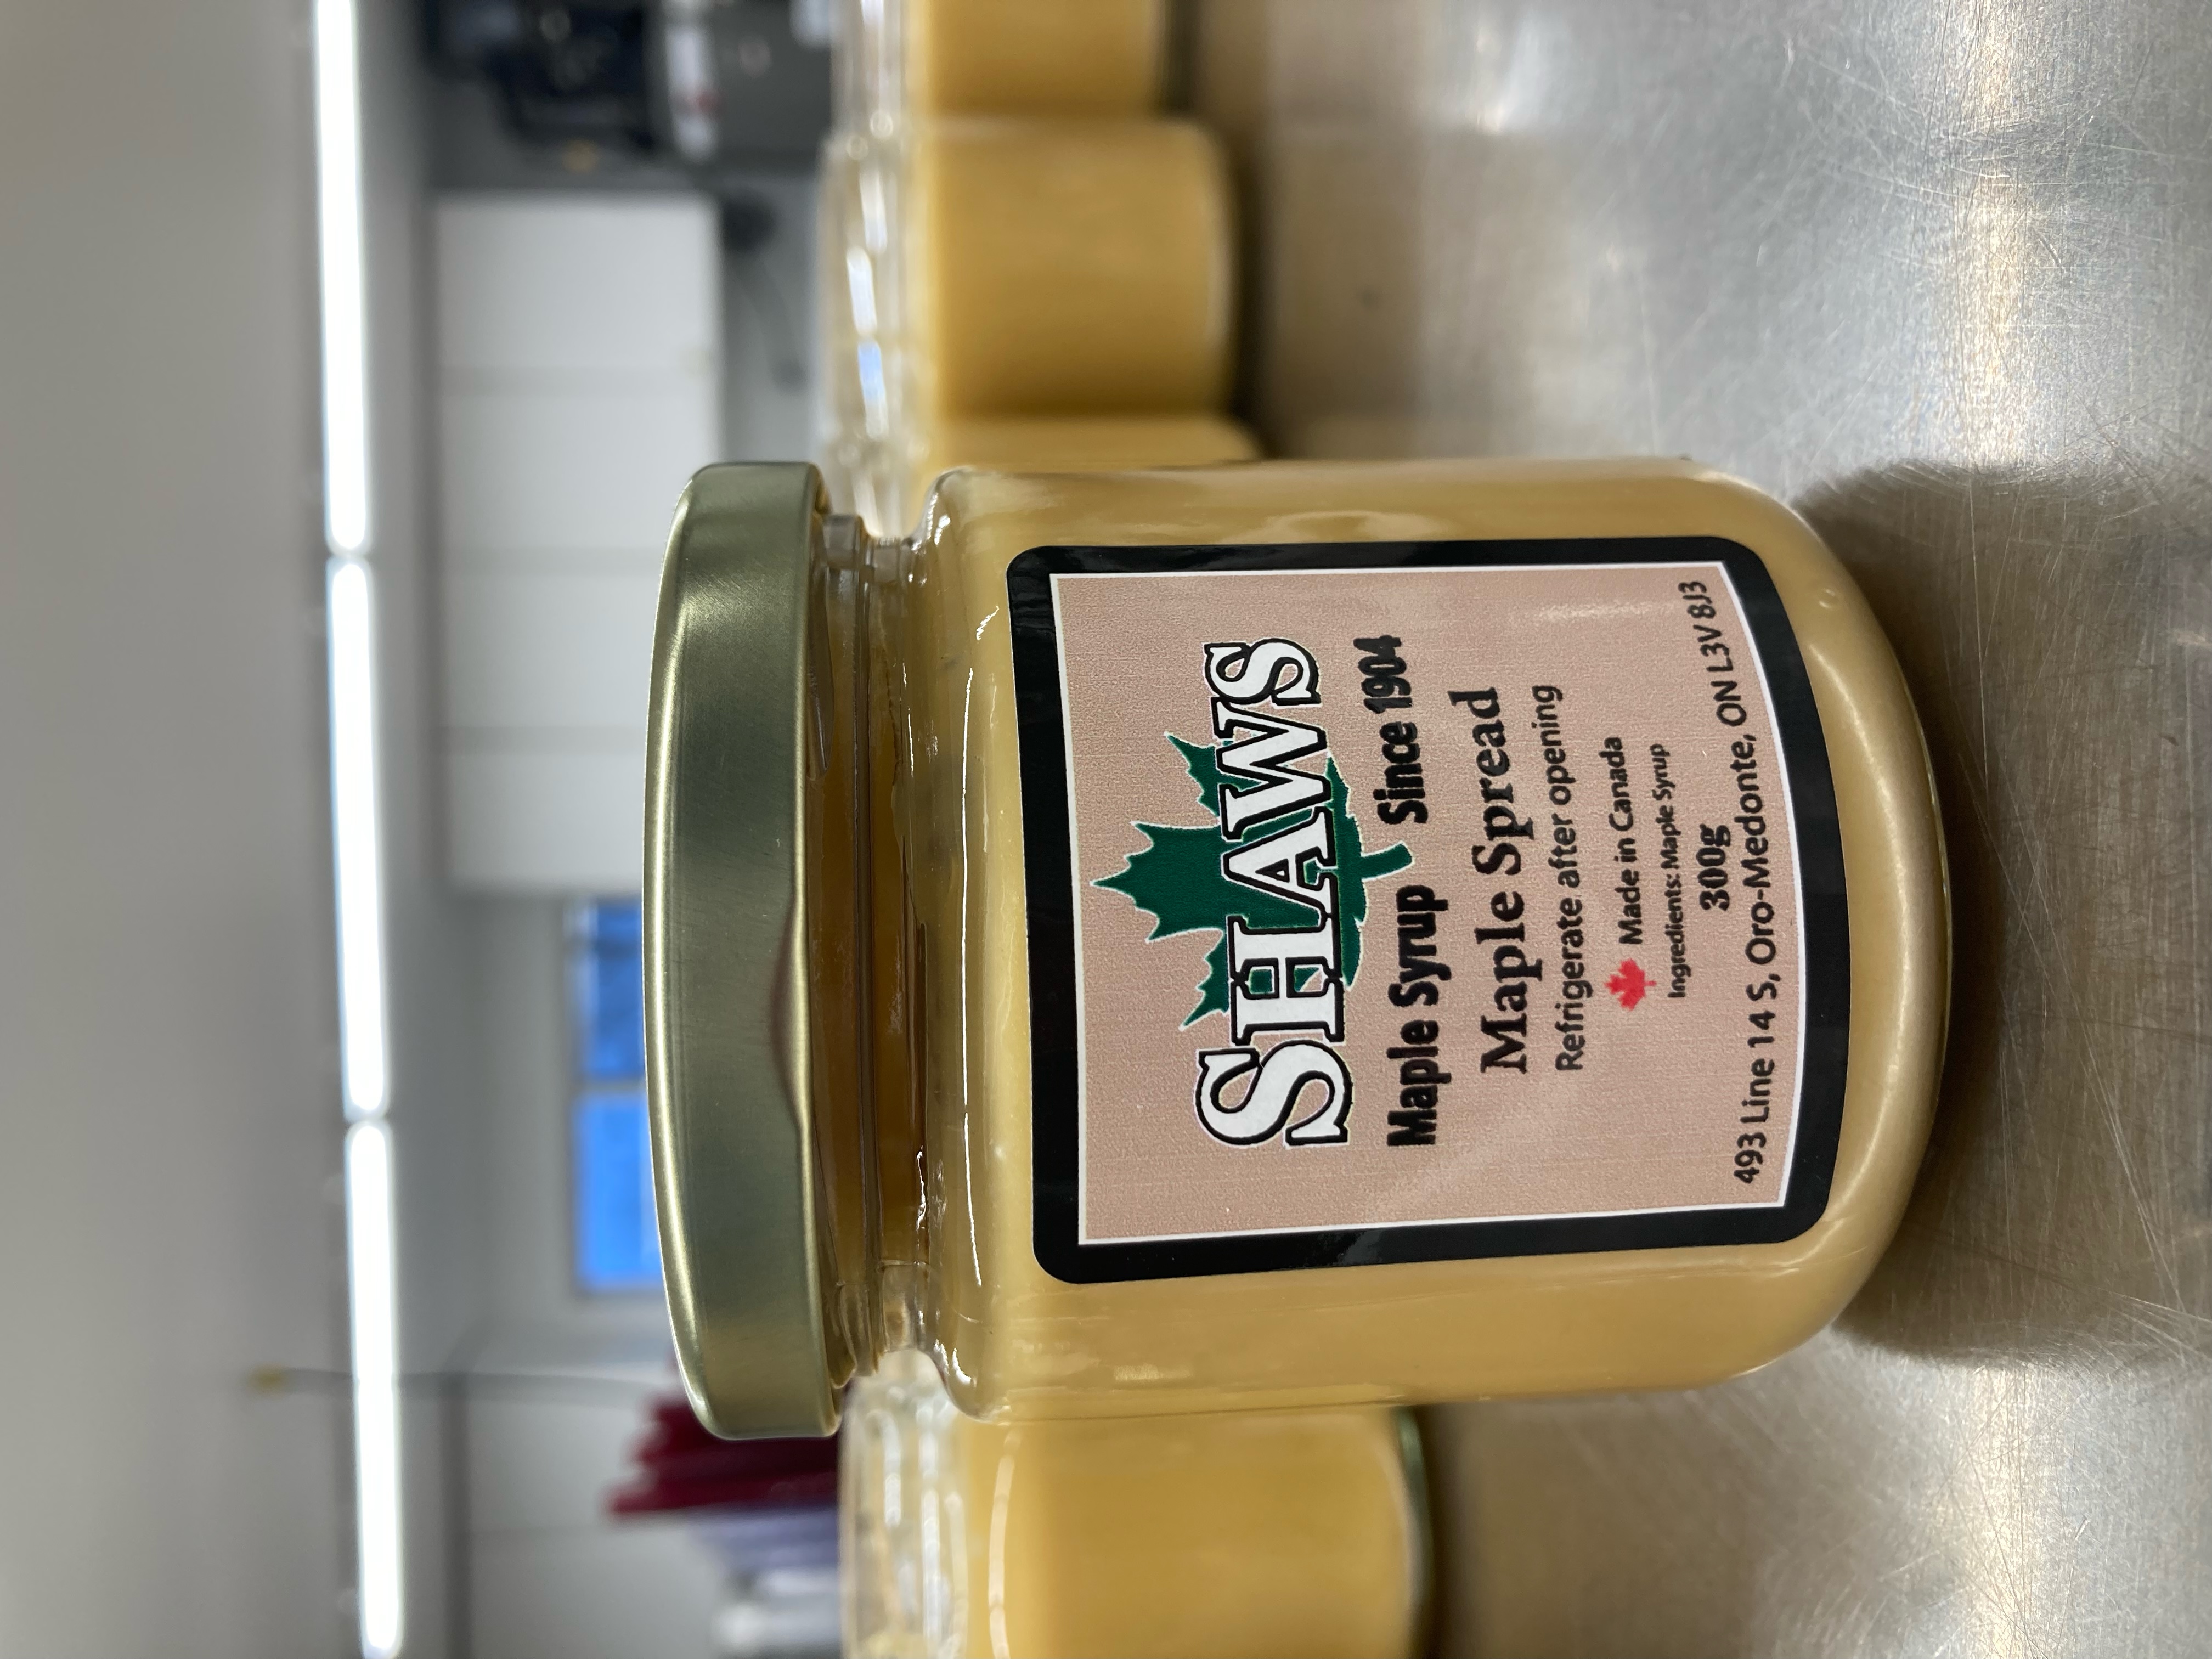 SHAWS
Maple Syrup Since 1904
Maple Spread
Refrigerate after opening
Made in Canada
Ingredients: Maple Syrup
300g
493 Line 14 S, Oro-Medonte, ON L3V 8J3